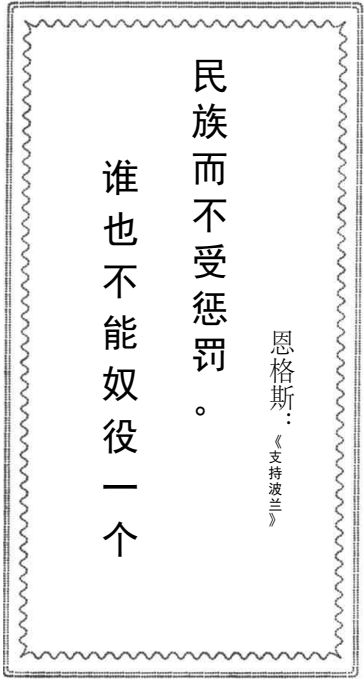 谁也不能奴役一个
民族而不受惩罚。
恩格斯:《支持波兰》